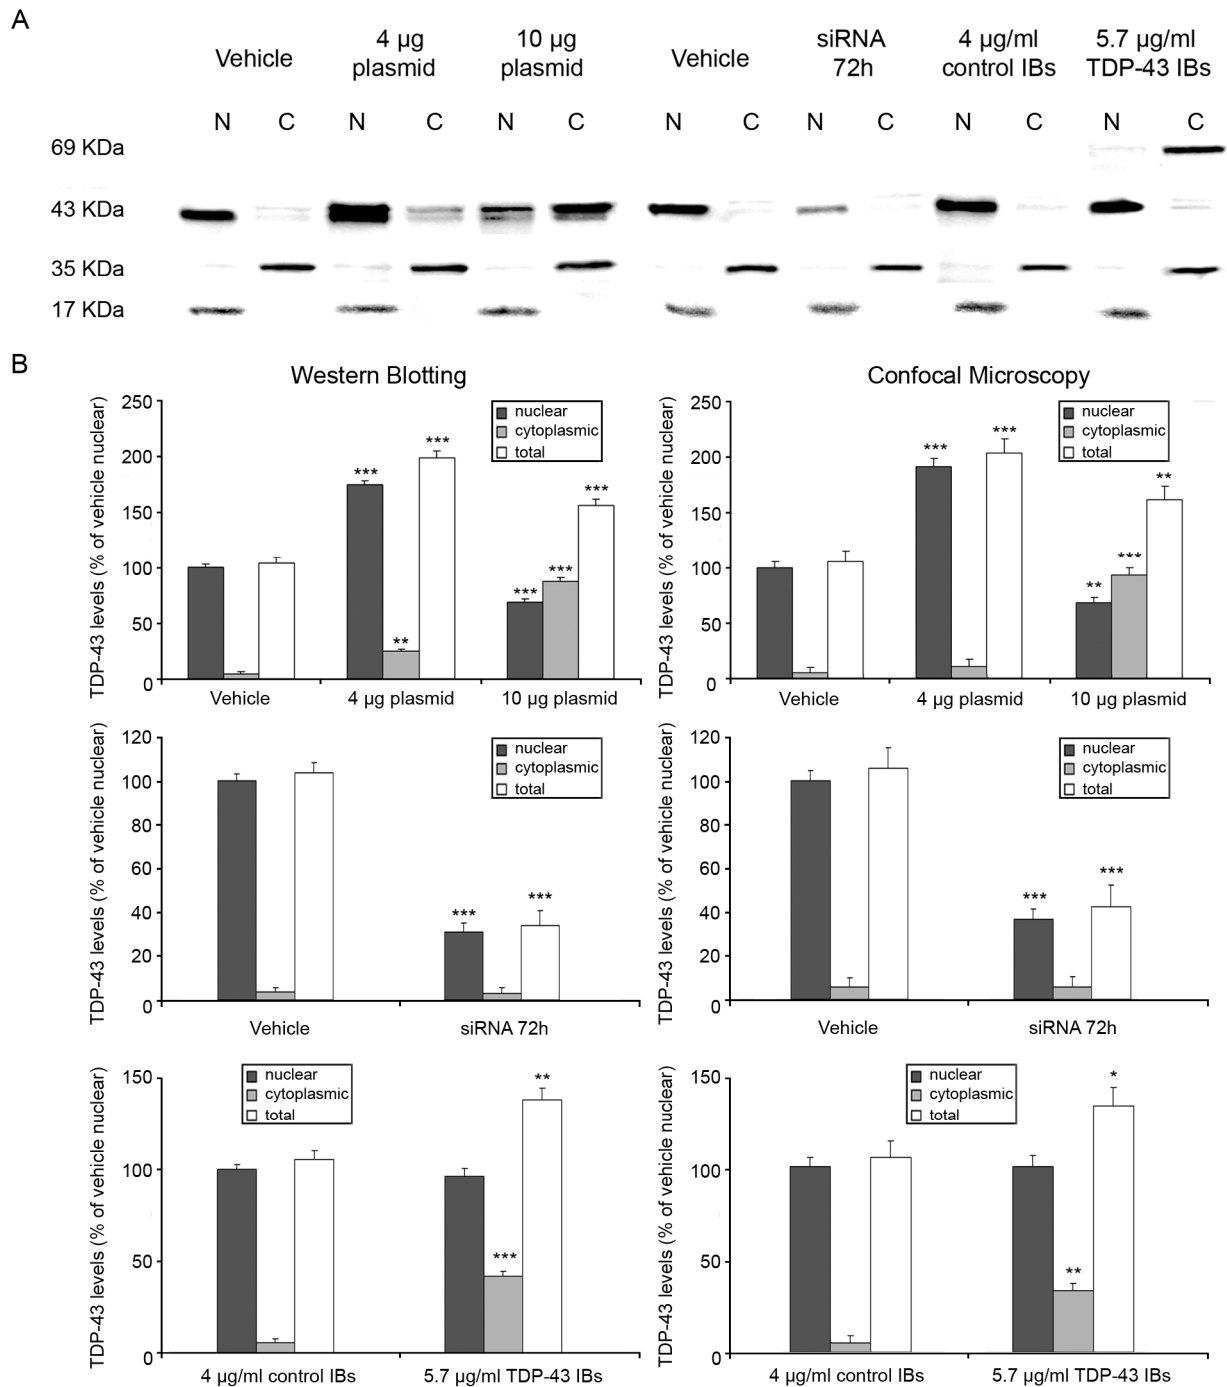 A
Vehicle
4 µg
plasmid
10 µg
plasmid
Vehicle
siRNA
72h
4 µg/ml
control IBs
5.7 µg/ml
TDP-43 IBs
N C N C N C N C N C N C N C
69 KDa
43 KDa
35 KDa
17 KDa
B
Western Blotting
TDP-43 levels (% of vehicle nuclear)
250
200
150
100
50
0
nuclear
cytoplasmic
total
***
**
***
***
***
***
Vehicle
4 µg plasmid
10 µg plasmid
Confocal Microscopy
TDP-43 levels (% of vehicle nuclear)
250
200
150
100
50
0
nuclear
cytoplasmic
total
***
***
**
***
**
Vehicle
4 µg plasmid
10 µg plasmid
TDP-43 levels (% of vehicle nuclear)
120
100
80
60
40
20
0
nuclear
cytoplasmic
total
***
***
Vehicle
siRNA 72h
TDP-43 levels (% of vehicle nuclear)
120
100
80
60
40
20
0
nuclear
cytoplasmic
total
***
***
Vehicle
siRNA 72h
TDP-43 levels (% of vehicle nuclear)
150
100
50
0
nuclear
cytoplasmic
total
***
**
4 µg/ml control IBs
5.7 µg/ml TDP-43 IBs
TDP-43 levels (% of vehicle nuclear)
150
100
50
0
nuclear
cytoplasmic
total
**
*
4 µg/ml control IBs
5.7 µg/ml TDP-43 IBs